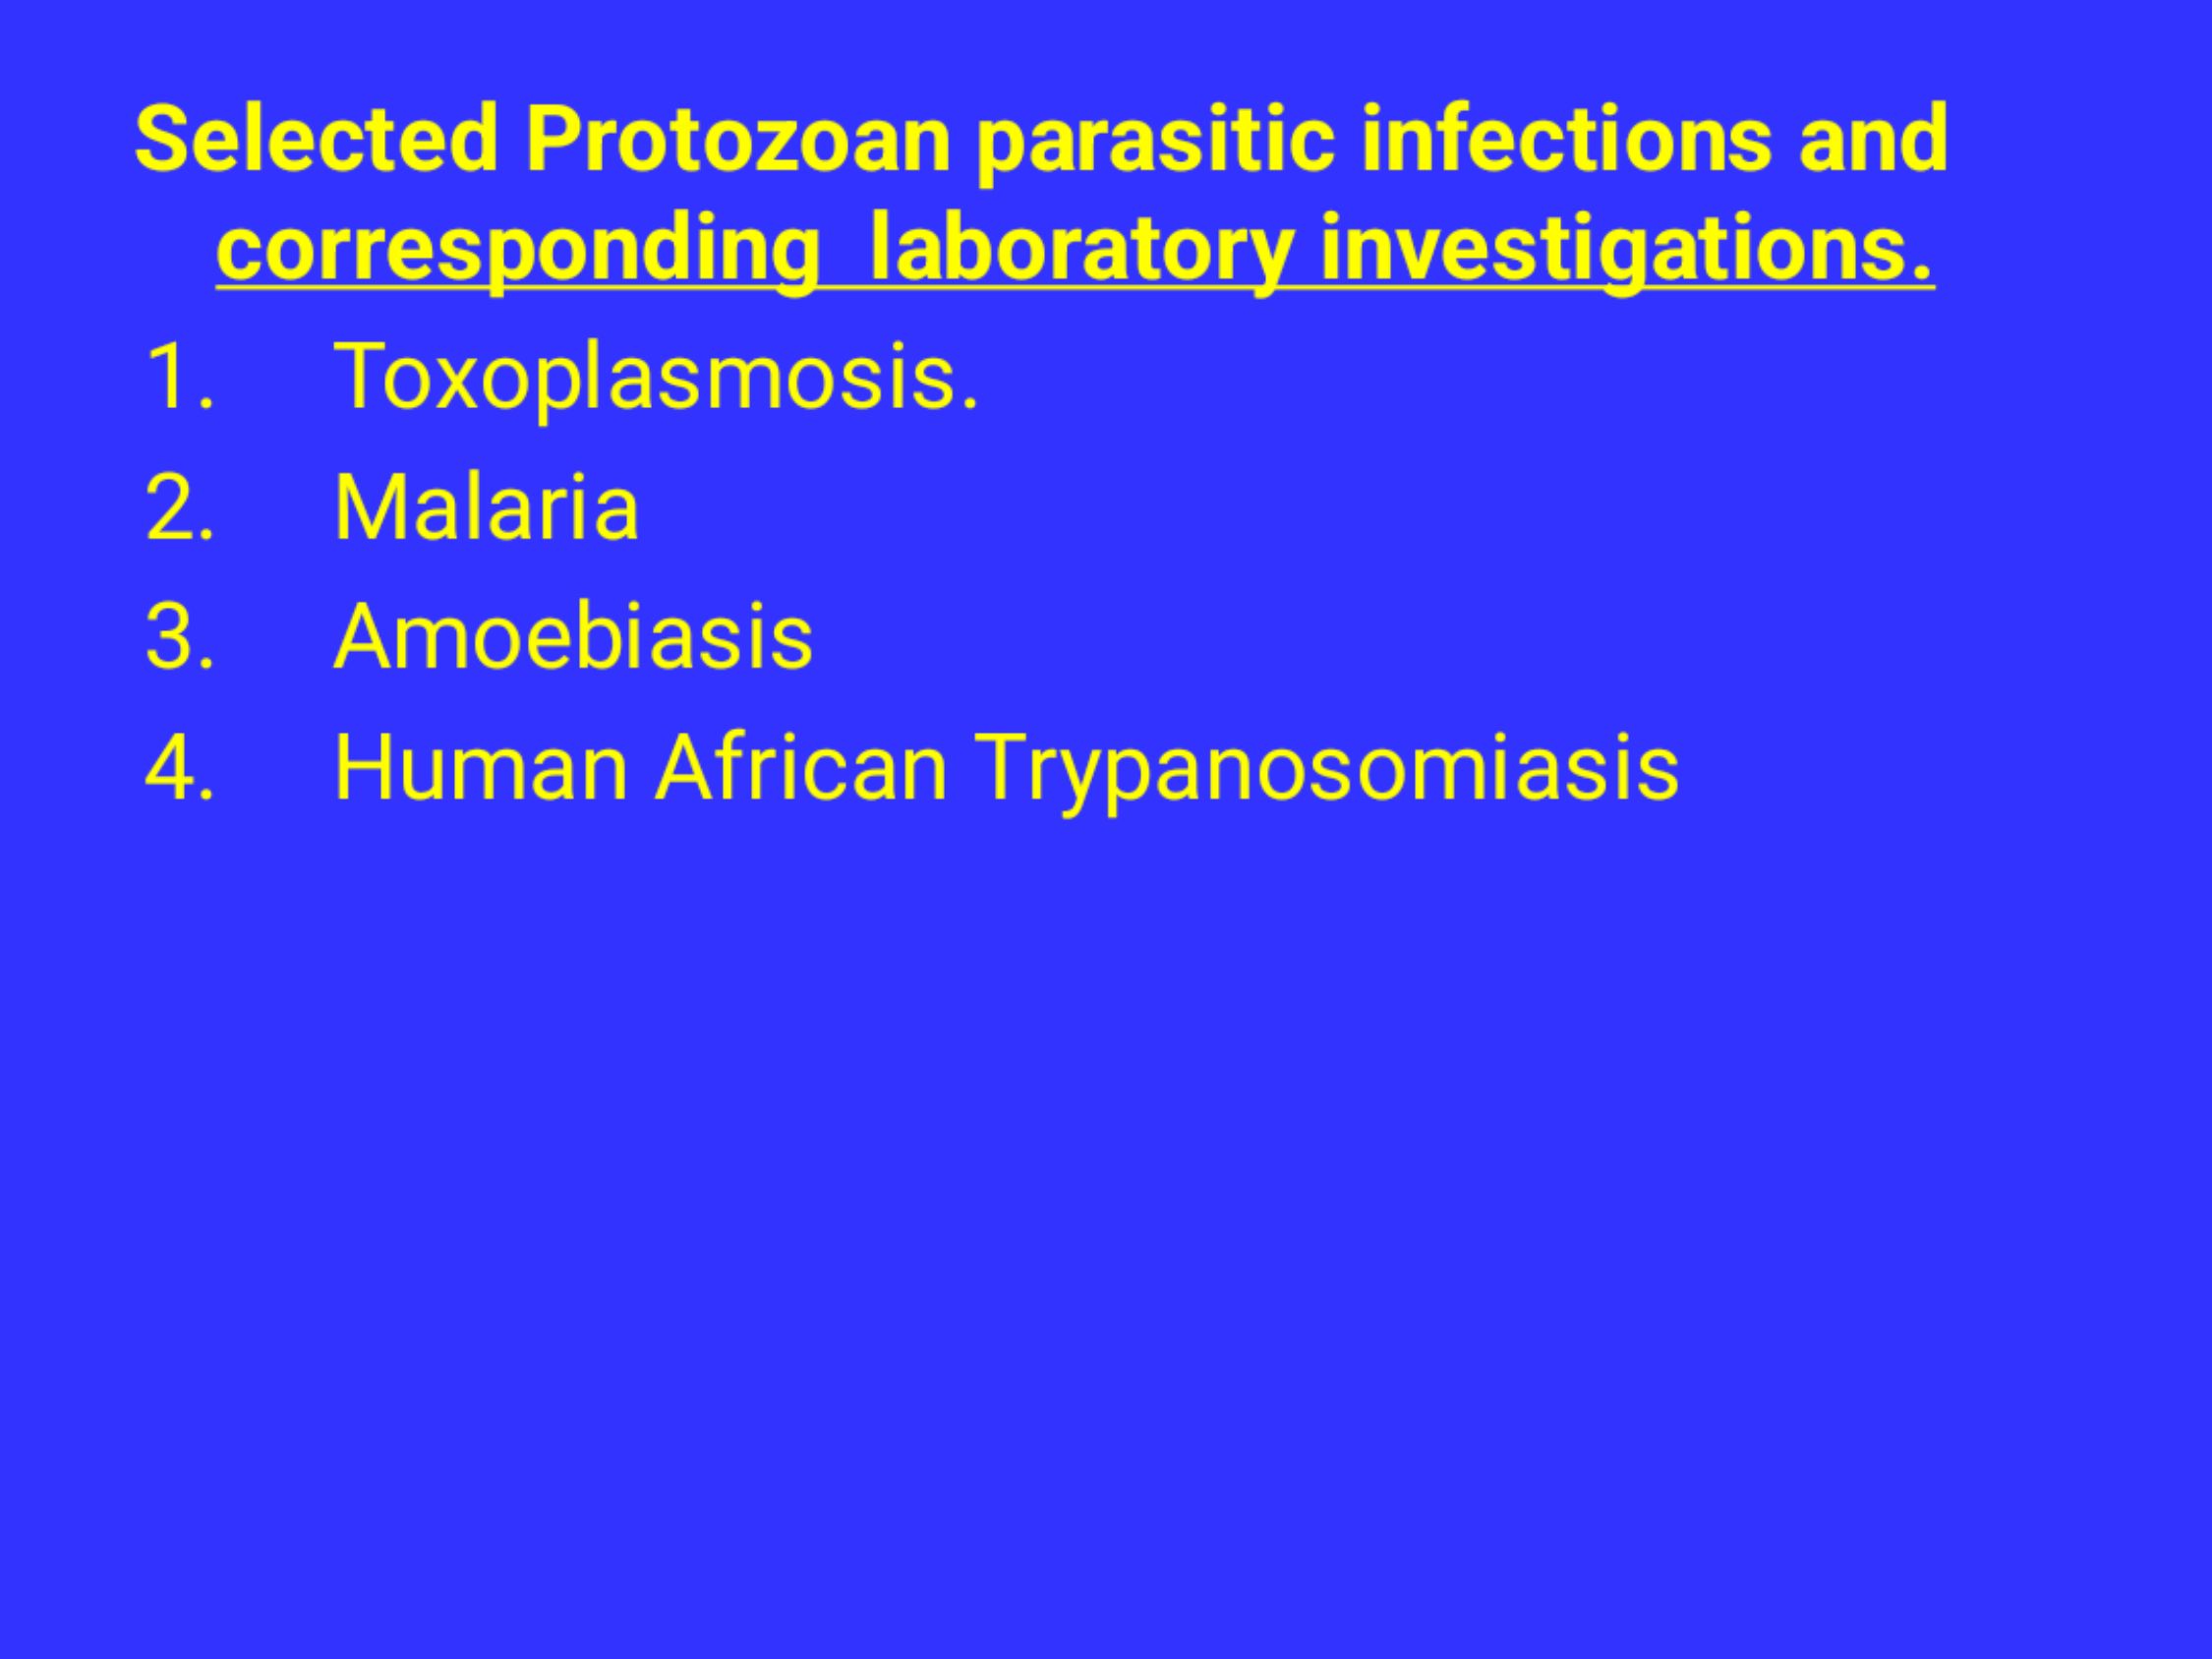 Selected Protozoan parasitic infections and
corresponding  laboratory investigations.
1. Toxoplasmosis.
2. Malaria
3. Amoebiasis
4. Human African Trypanosomiasis